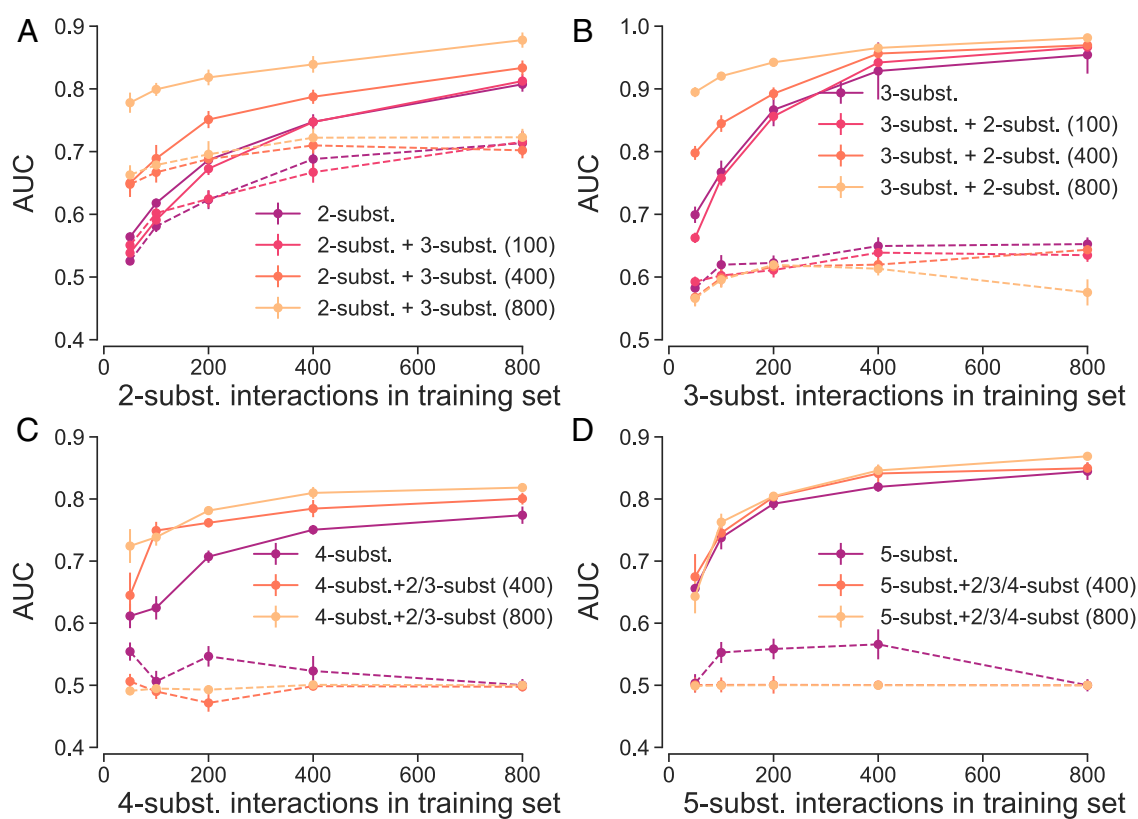 A
0.9
0.8
0.7
0.6
0.5
0.4
AUC
2-subst.
2-subst. + 3-subst. (100)
2-subst. + 3-subst. (400)
2-subst. + 3-subst. (800)
0 200 400 600 800
2-subst. interactions in training set
B
1.0
0.9
0.8
0.7
0.6
0.5
AUC
3-subst.
3-subst. + 2-subst. (100)
3-subst. + 2-subst. (400)
3-subst. + 2-subst. (800)
0 200 400 600 800
3-subst. interactions in training set
C
0.9
0.8
0.7
0.6
0.5
0.4
AUC
4-subst.
4-subst.+2/3-subst (400)
4-subst.+2/3-subst (800)
0 200 400 600 800
4-subst. interactions in training set
D
0.9
0.8
0.7
0.6
0.5
0.4
AUC
5-subst.
5-subst.+2/3/4-subst (400)
5-subst.+2/3/4-subst (800)
0 200 400 600 800
5-subst. interactions in training set